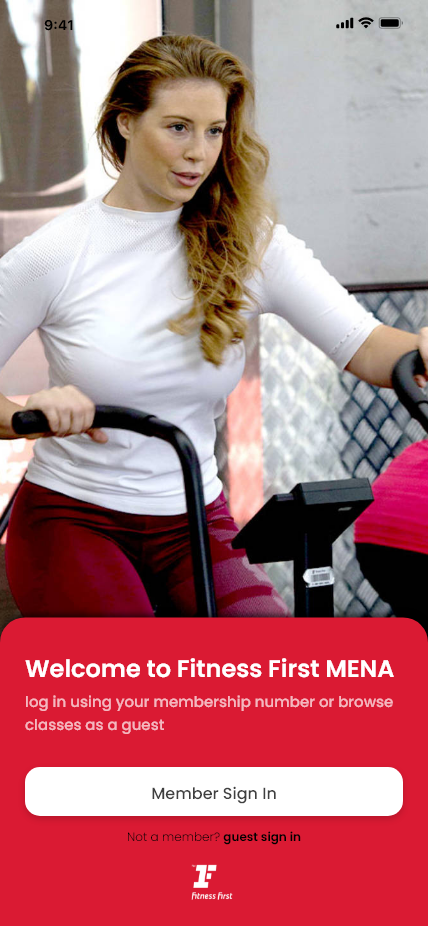 9:41
Welcome to Fitness First MENA
log in using your membership number or browse
classes as a guest
Member Sign In
Not a member? guest sign in
fitness first